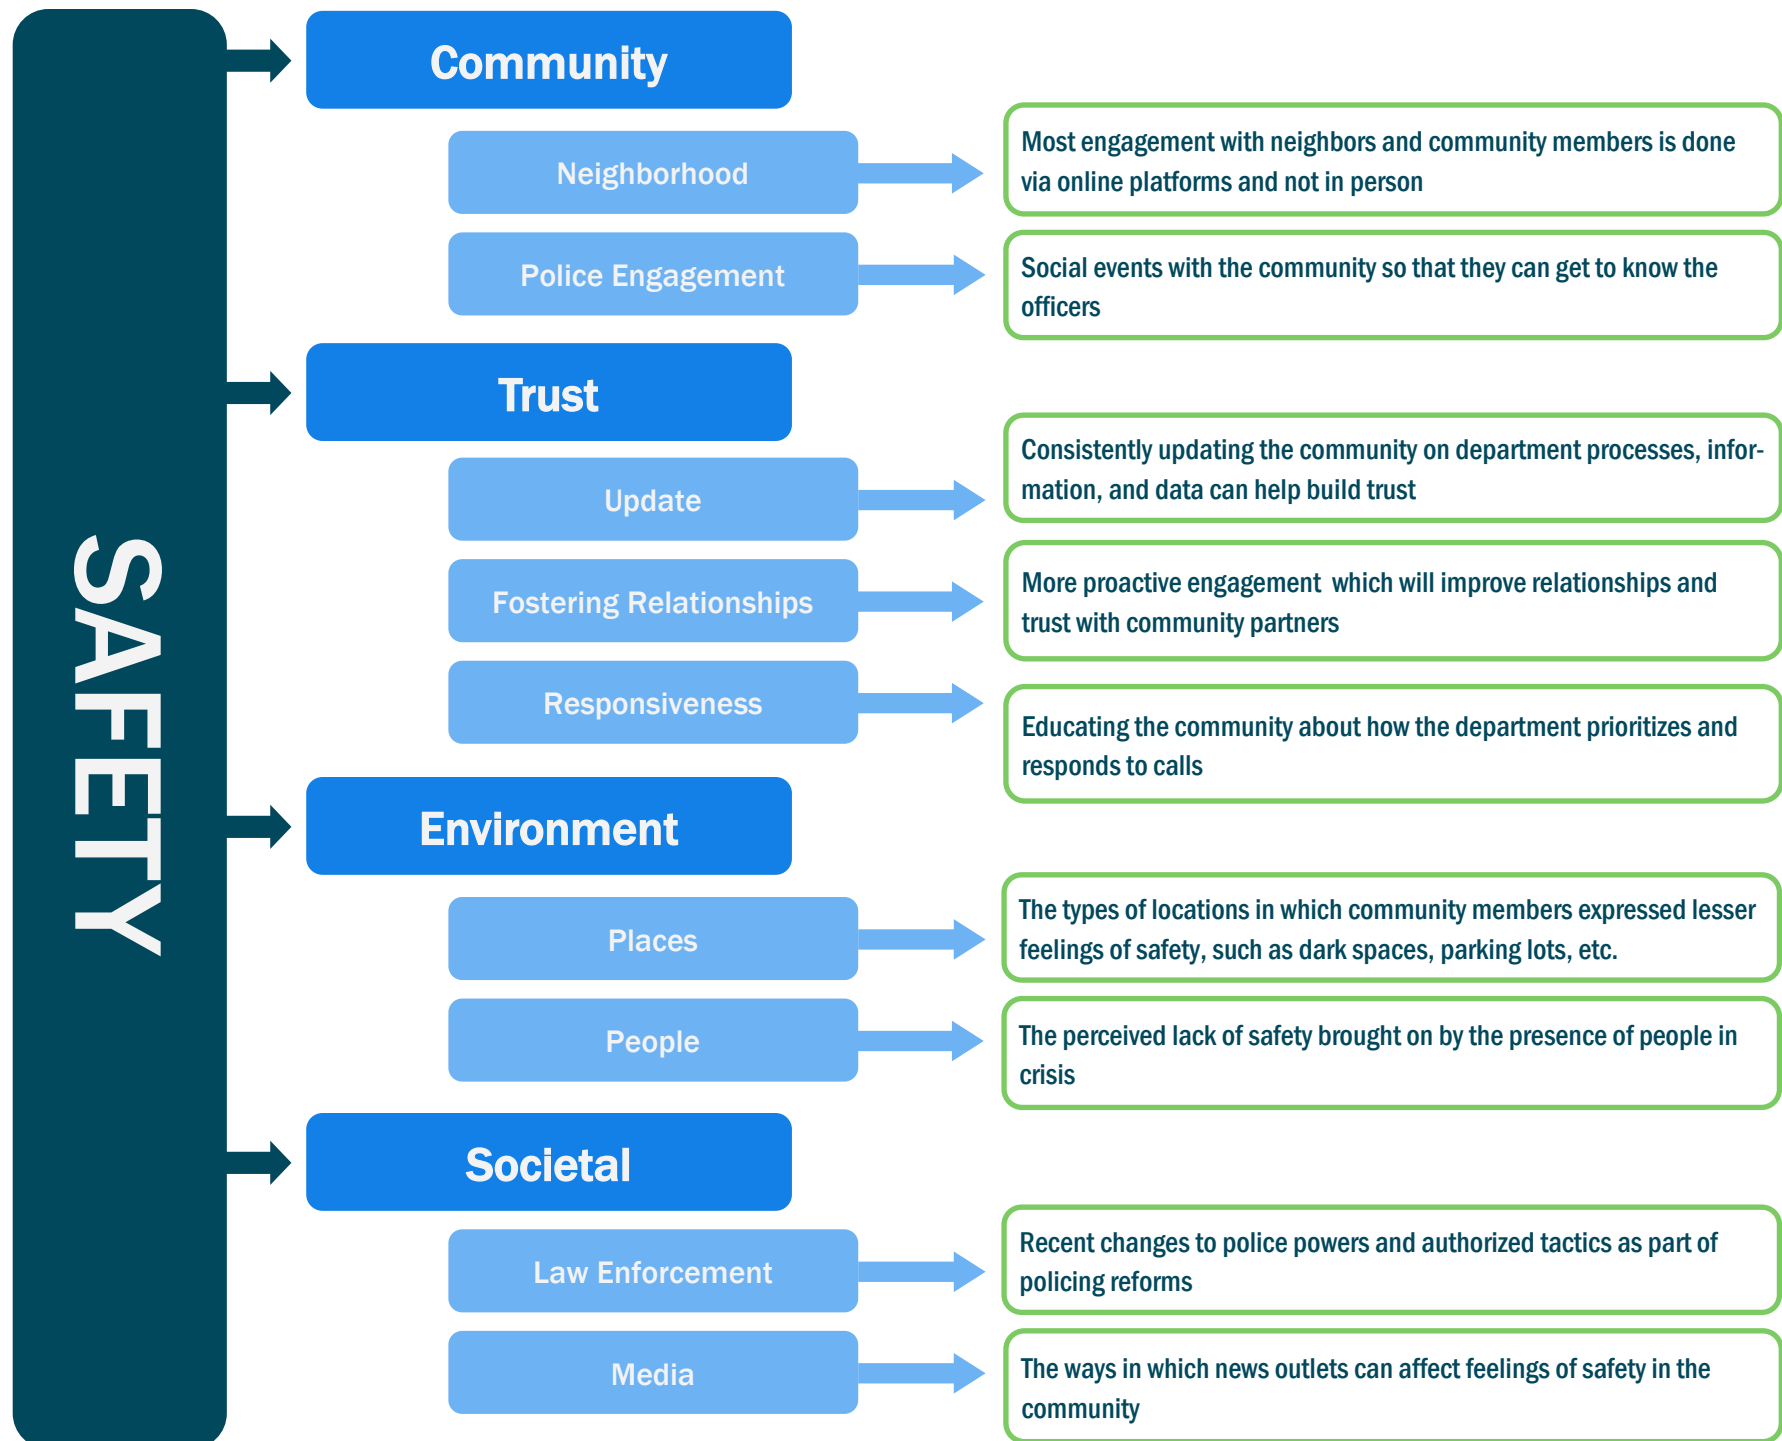 SAFETY
Community
Neighborhood
Most engagement with neighbors and community members is done
via online platforms and not in person
Police Engagement
Social events with the community so that they can get to know the
officers
Trust
Update
Consistently updating the community on department processes, infor-
mation, and data can help build trust
Fostering Relationships
More proactive engagement  which will improve relationships and
trust with community partners
Responsiveness
Educating the community about how the department prioritizes and
responds to calls
Environment
Places
The types of locations in which community members expressed lesser
feelings of safety, such as dark spaces, parking lots, etc.
People
The perceived lack of safety brought on by the presence of people in
crisis
Societal
Law Enforcement
Recent changes to police powers and authorized tactics as part of
policing reforms
Media
The ways in which news outlets can affect feelings of safety in the
community